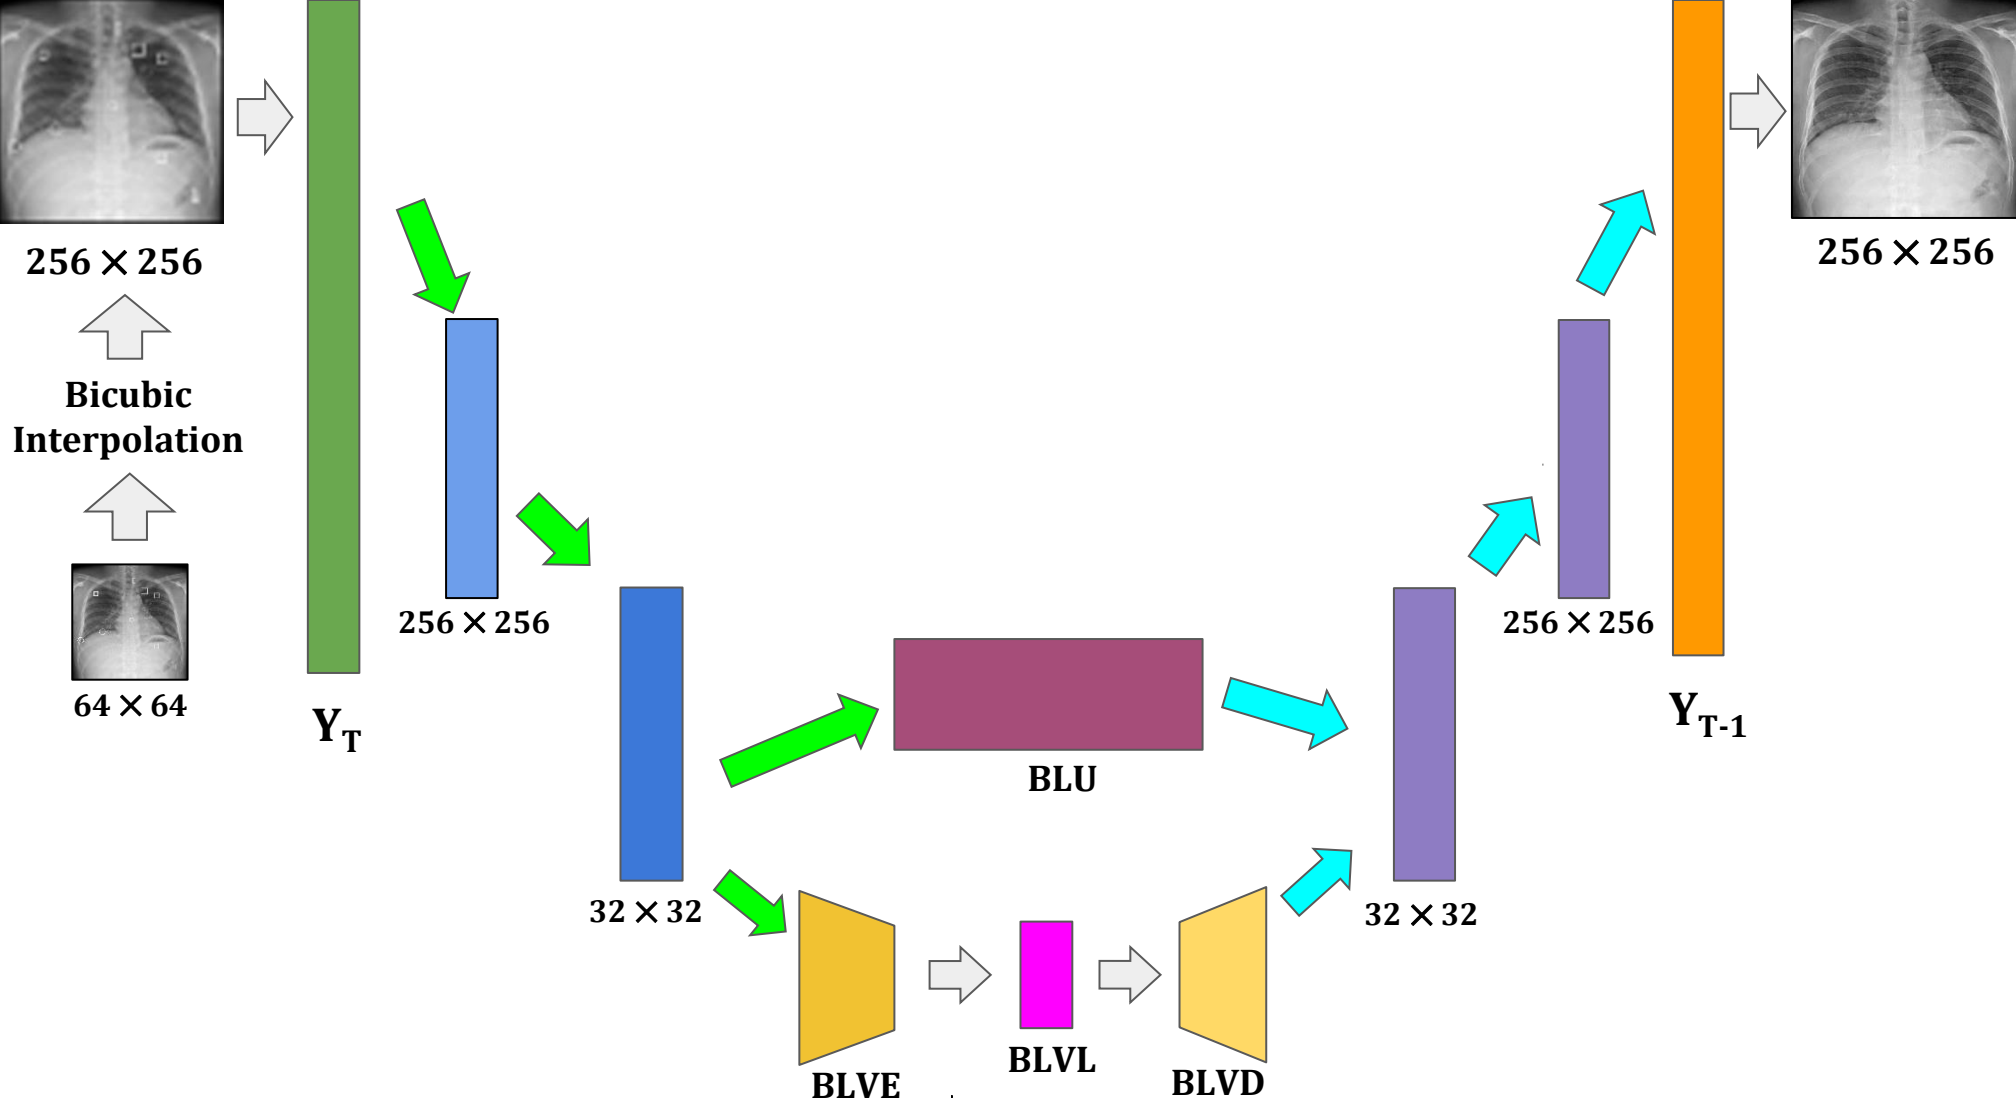 256 × 256
Bicubic
Interpolation
64 × 64
Y_T
256 × 256
32 × 32
BLU
BLVE
BLVL
BLVD
32 × 32
256 × 256
Y_T-1
256 × 256